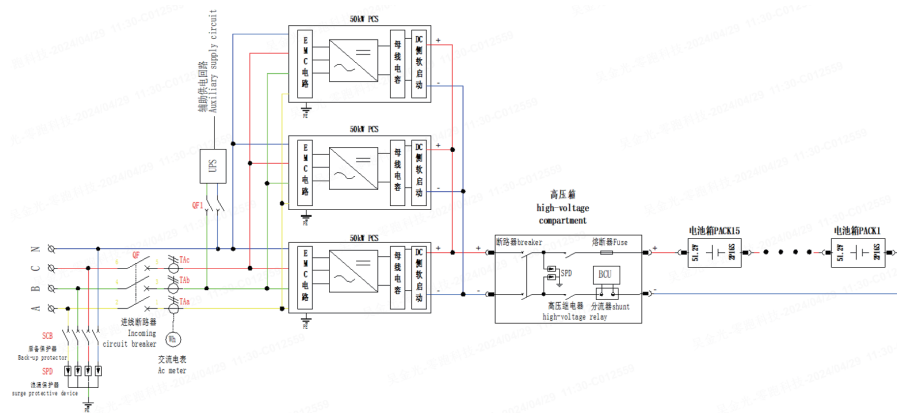 50kW PCS
EMC电路
母线电容
DC侧软启动
+
-
PE
辅助供电回路
Auxiliary supply circuit
UPS
QF1
50kW PCS
EMC电路
母线电容
DC侧软启动
+
-
PE
50kW PCS
EMC电路
母线电容
DC侧软启动
+
-
PE
高压箱
high-voltage
compartment
断路器breaker
熔断器Fuse
SPD
BCU
高压继电器
high-voltage relay
分流器shunt
+
-
电池箱PACK15
51.2V
电池箱PACK1
51.2V
N
C
B
A
QF
TAc
TAb
TAa
进线断路器
Incoming
circuit breaker
Wh
交流电表
Ac meter
SCB
后备保护器
Back-up protector
SPD
浪涌保护器
surge protective device
PE